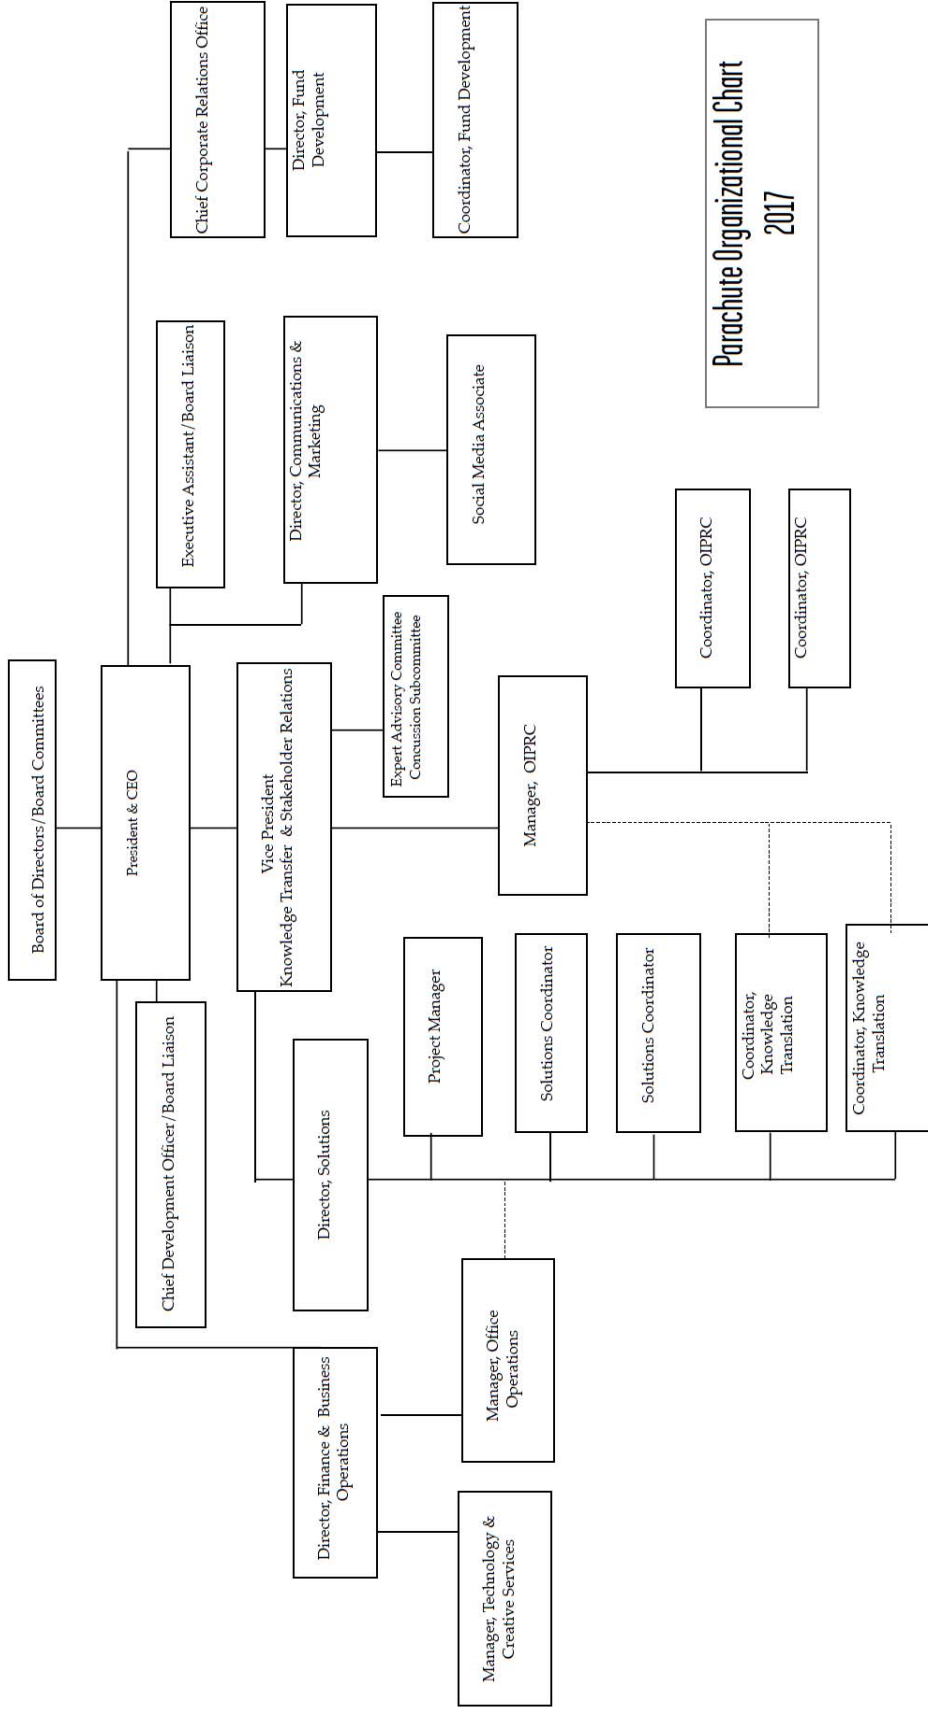 Board of Directors/Board Committees
President & CEO
Chief Development Officer/Board Liaison
Executive Assistant/Board Liaison
Chief Corporate Relations Office
Vice President
Knowledge Transfer & Stakeholder Relations
Director, Finance & Business
Operations
Director, Solutions
Director, Communications &
Marketing
Director, Fund
Development
Expert Advisory Committee
Concussion Subcommittee
Project Manager
Manager, Technology &
Creative Services
Manager, Office
Operations
Social Media Associate
Coordinator, Fund Development
Solutions Coordinator
Manager, OIPRC
Solutions Coordinator
Coordinator, OIPRC
Coordinator,
Knowledge
Translation
Coordinator, OIPRC
Coordinator, Knowledge
Translation
Parachute Organizational Chart
2017